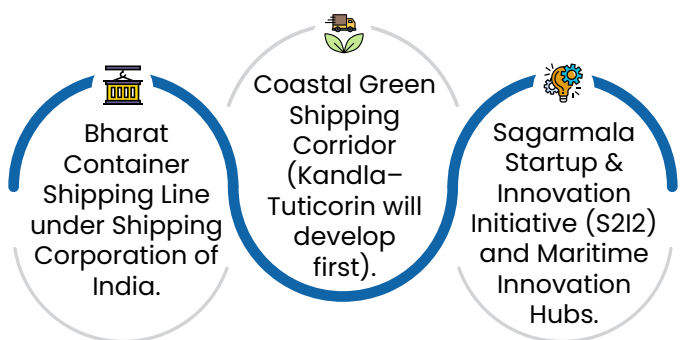 Bharat
Container
Shipping Line
under Shipping
Corporation of
India.
Coastal Green
Shipping
Corridor
(Kandla–
Tuticorin will
develop
first).
Sagarmala
Startup &
Innovation
Initiative (S2I2)
and Maritime
Innovation
Hubs.